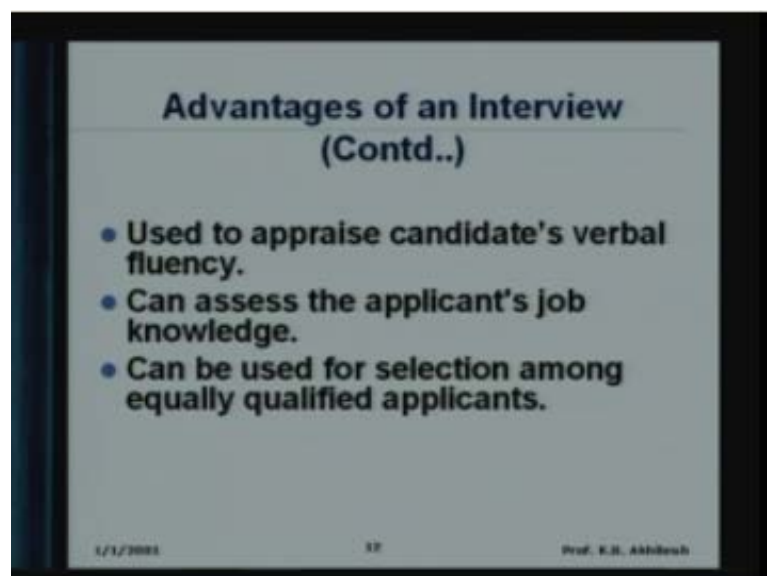 Advantages of an Interview
(Contd..)
• Used to appraise candidate's verbal
fluency.
• Can assess the applicant's job
knowledge.
• Can be used for selection among
equally qualified applicants.
12
Prof. K.B. Akhilesh